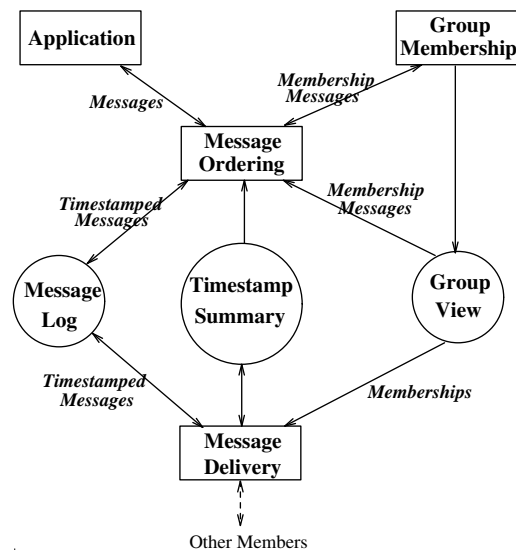 Application
Group
Membership
Membership
Messages
Messages
Message
Ordering
Timestamped
Messages
Membership
Messages
Message
Log
Timestamp
Summary
Group
View
Timestamped
Messages
Memberships
Message
Delivery
Other Members